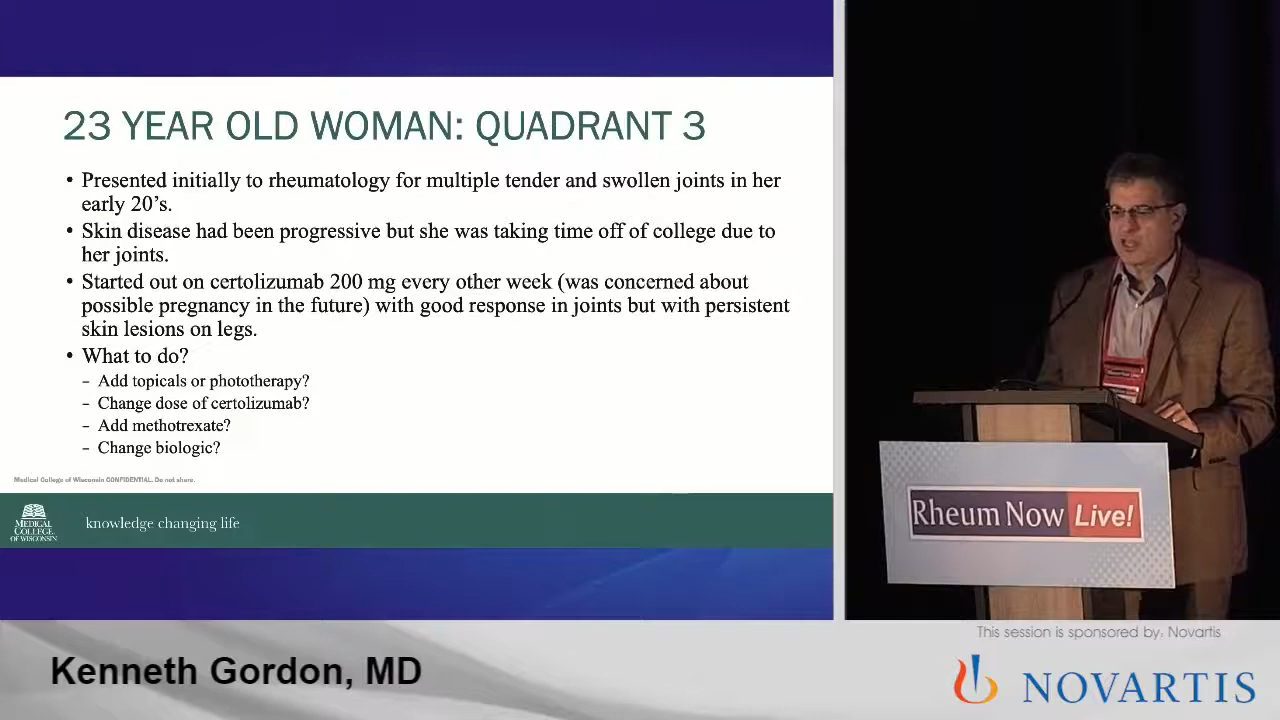 23 YEAR OLD WOMAN: QUADRANT 3
• Presented initially to rheumatology for multiple tender and swollen joints in her
early 20’s.
• Skin disease had been progressive but she was taking time off of college due to
her joints.
• Started out on certolizumab 200 mg every other week (was concerned about
possible pregnancy in the future) with good response in joints but with persistent
skin lesions on legs.
• What to do?
– Add topicals or phototherapy?
– Change dose of certolizumab?
– Add methotrexate?
– Change biologic?
Medical College of Wisconsin CONFIDENTIAL. Do not share.
MEDICAL
COLLEGE
OF WISCONSIN
knowledge changing life
Rheum Now Live!
This session is sponsored by: Novartis
Kenneth Gordon, MD
NOVARTIS